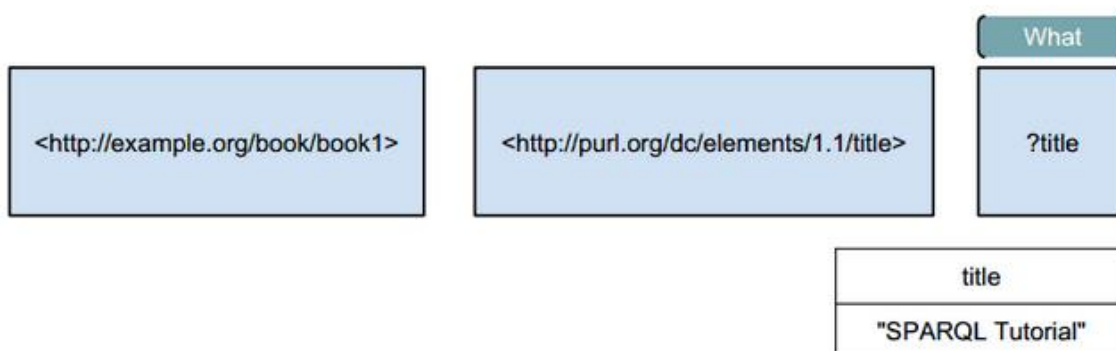 What
<http://example.org/book/book1>
<http://purl.org/dc/elements/1.1/title>
?title
title
"SPARQL Tutorial"